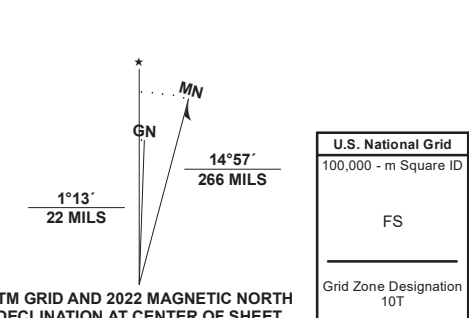 ★
MN
GN
14°57´
266 MILS
1°13´
22 MILS
TM GRID AND 2022 MAGNETIC NORTH
DECLINATION AT CENTER OF SHEET
U.S. National Grid
100,000 - m Square ID
FS
Grid Zone Designation
10T